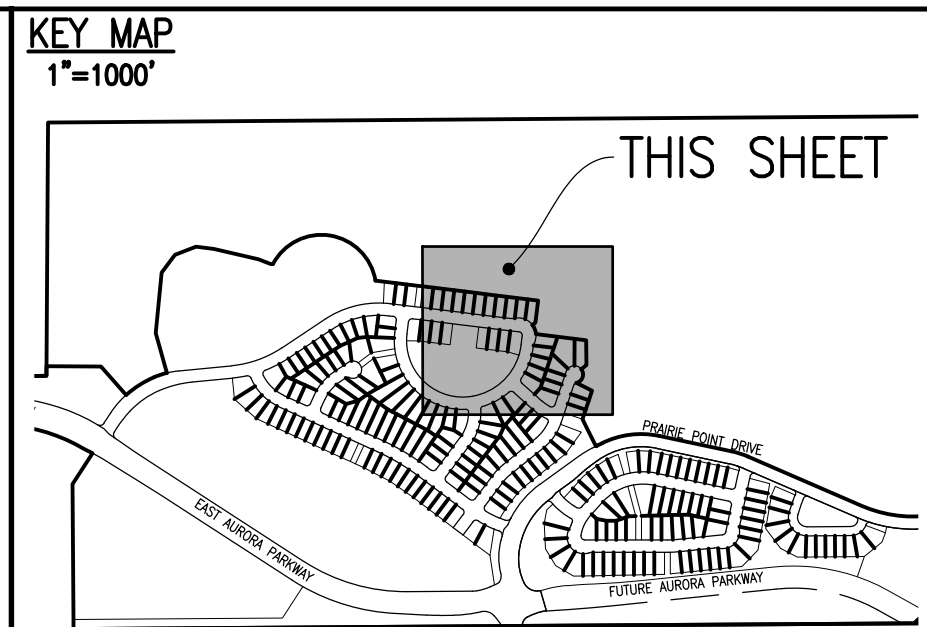 KEY MAP
1"=1000'
THIS SHEET
PRAIRIE POINT DRIVE
EAST AURORA PARKWAY
FUTURE AURORA PARKWAY